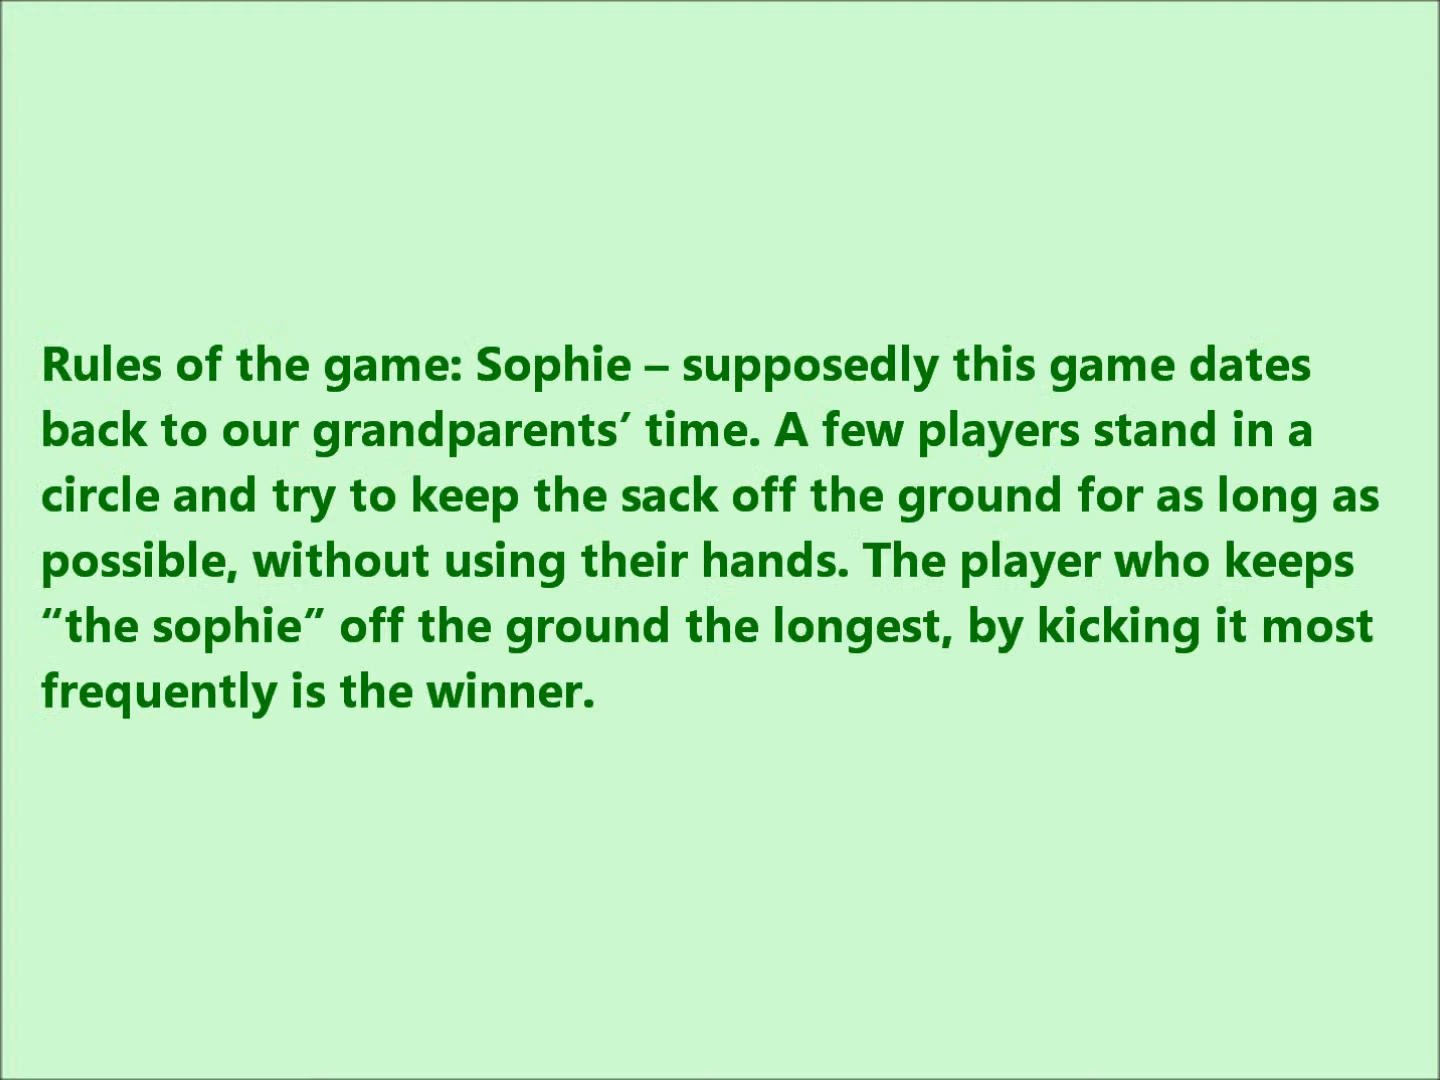 Rules of the game: Sophie – supposedly this game dates
back to our grandparents’ time. A few players stand in a
circle and try to keep the sack off the ground for as long as
possible, without using their hands. The player who keeps
“the sophie” off the ground the longest, by kicking it most
frequently is the winner.